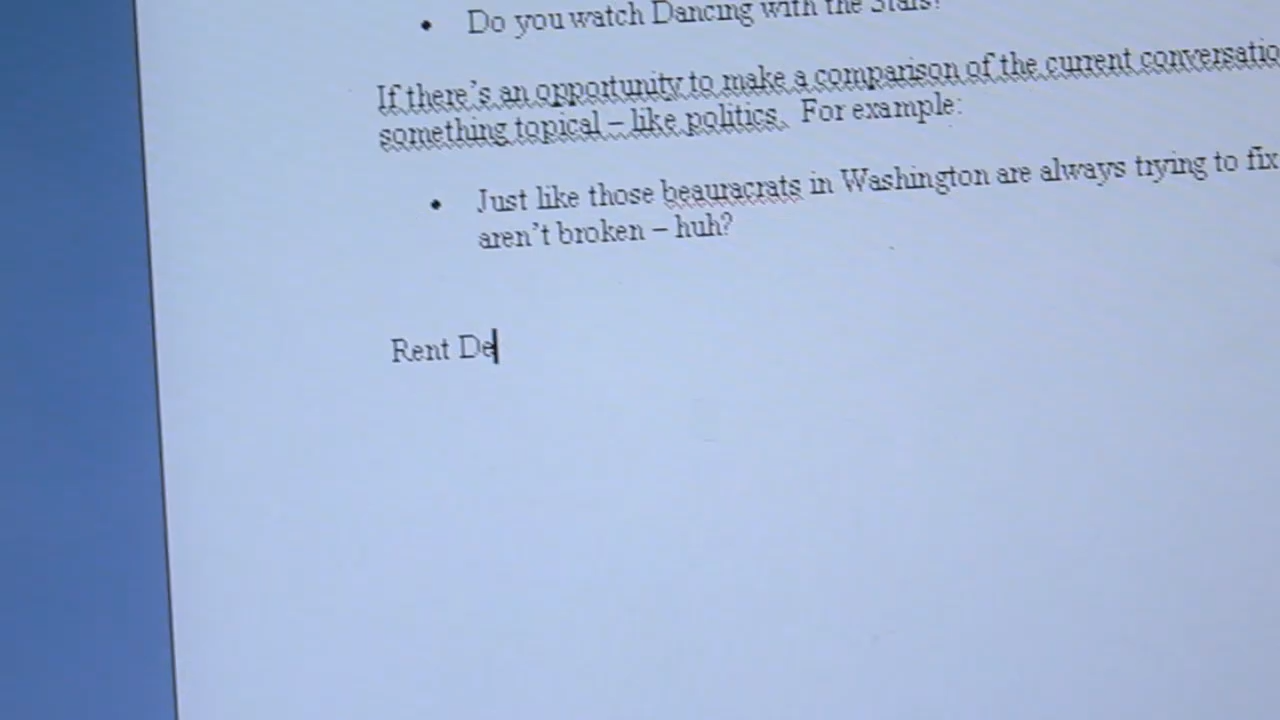 • Do you watch Dancing with the Stars?
If there's an opportunity to make a comparison of the current conversatio
something topical – like politics. For example:
• Just like those beauracrats in Washington are always trying to fix
aren't broken – huh?
Rent De